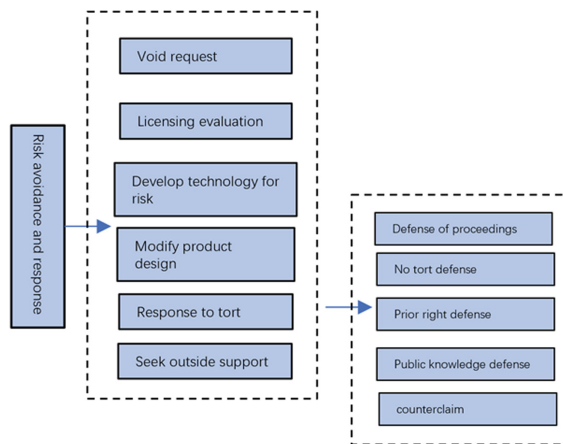 Risk avoidance and response
Void request
Licensing evaluation
Develop technology for
risk
Modify product
design
Response to tort
Seek outside support
Defense of proceedings
No tort defense
Prior right defense
Public knowledge defense
counterclaim